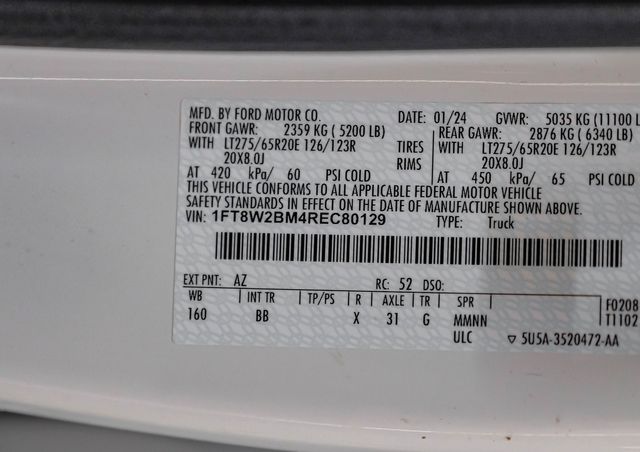 MFD. BY FORD MOTOR CO. DATE: 01/24 GVWR: 5035 KG (11100 L
FRONT GAWR: 2359 KG ( 5200 LB) REAR GAWR: 2876 KG ( 6340 LB)
WITH LT275/65R20E 126/123R TIRES WITH LT275/65R20E 126/123R
20X8.0J RIMS 20X8.0J
AT 420 kPa/ 60 PSI COLD AT 450 kPa/ 65 PSI COLD
THIS VEHICLE CONFORMS TO ALL APPLICABLE FEDERAL MOTOR VEHICLE
SAFETY STANDARDS IN EFFECT ON THE DATE OF MANUFACTURE SHOWN ABOVE.
VIN: 1FT8W2BM4REC80129 TYPE: Truck
EXT PNT: AZ RC: 52 DSO:
WB INT TR TP/PS R AXLE TR SPR F0208
160 BB X 31 G MMNN T1102
ULC ▽ 5U5A-3520472-AA